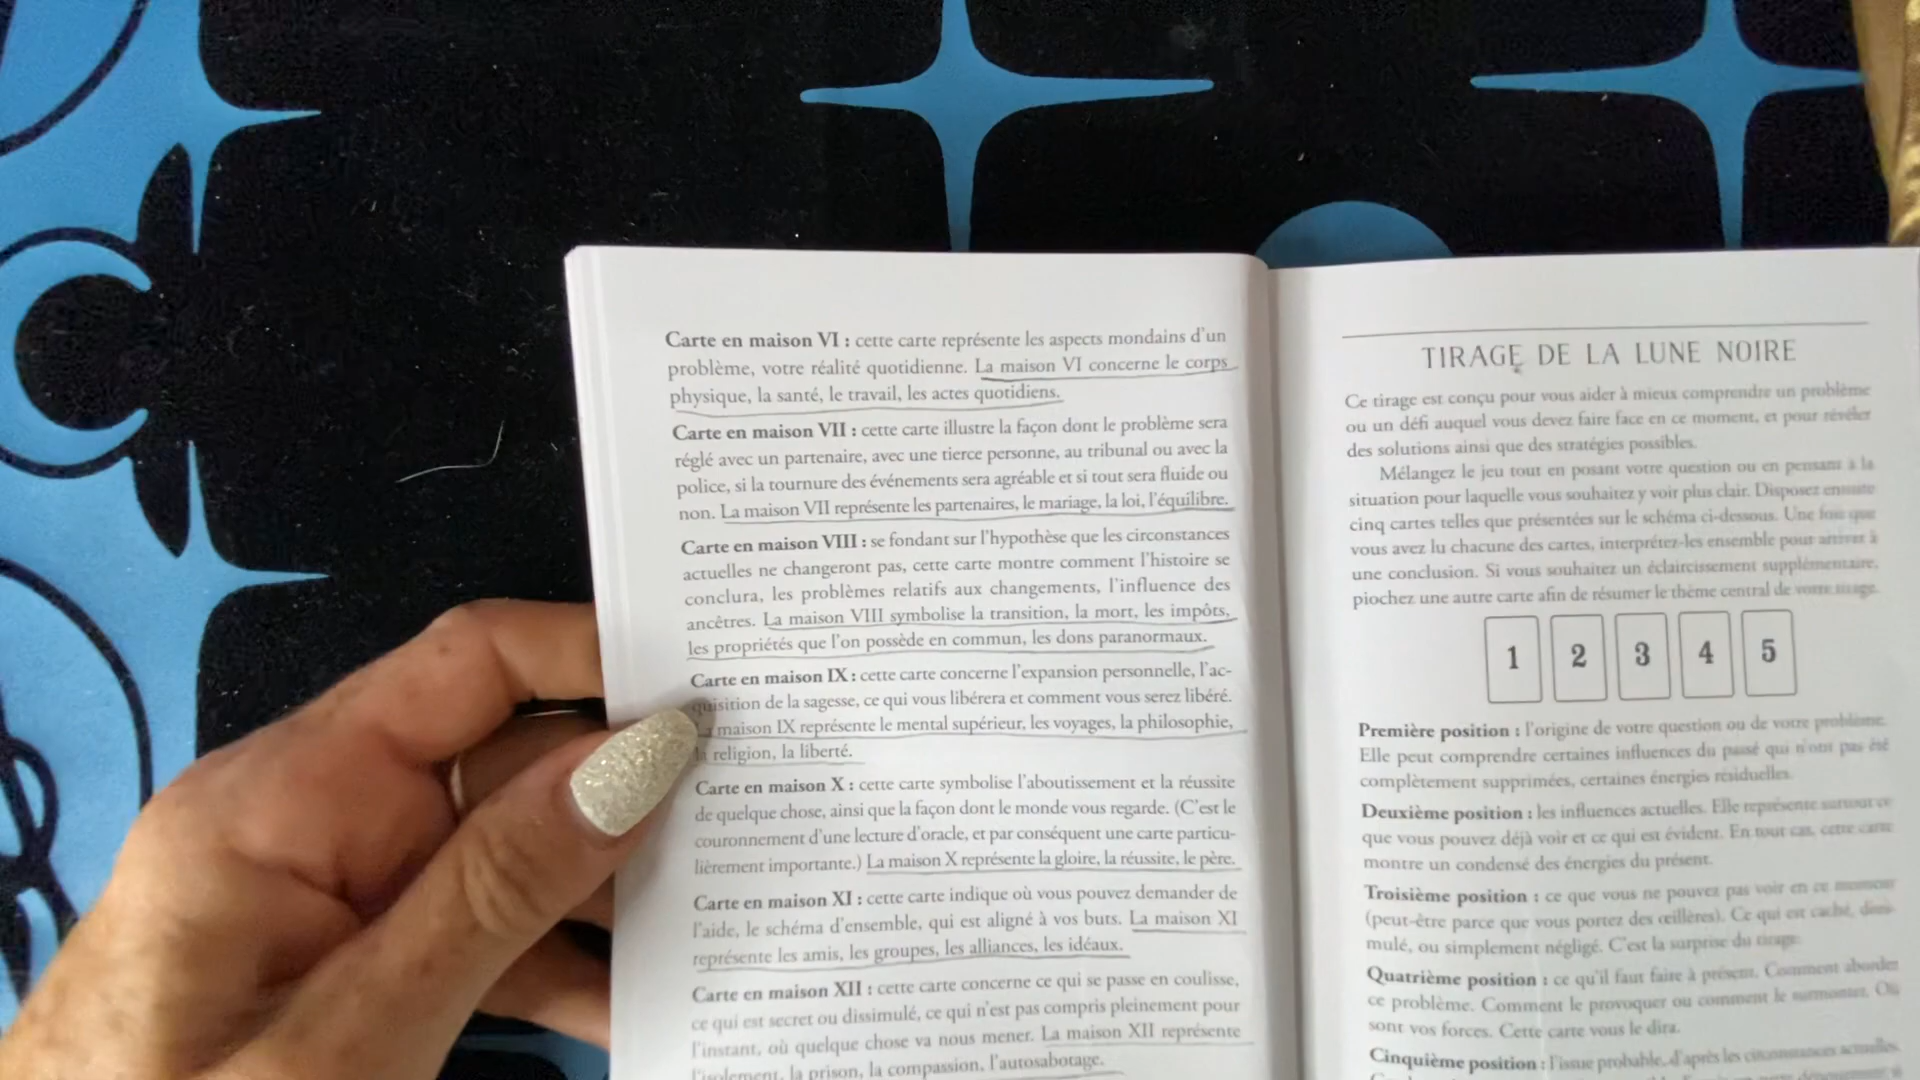 Carte en maison VI : cette carte représente les aspects mondains d'un
problème, votre réalité quotidienne. La maison VI concerne le corps
physique, la santé, le travail, les actes quotidiens.
Carte en maison VII : cette carte illustre la façon dont le problème sera
réglé avec un partenaire, avec une tierce personne, au tribunal ou avec la
police, si la tournure des événements sera agréable et si tout sera fluide ou
non. La maison VII représente les partenaires, le mariage, la loi, l'équilibre.
Carte en maison VIII : se fondant sur l'hypothèse que les circonstances
actuelles ne changeront pas, cette carte montre comment l'histoire se
conclura, les problèmes relatifs aux changements, l'influence des
ancêtres. La maison VIII symbolise la transition, la mort, les impôts,
les propriétés que l'on possède en commun, les dons paranormaux.
Carte en maison IX : cette carte concerne l'expansion personnelle, l'ac-
quisition de la sagesse, ce qui vous libérera et comment vous serez libéré.
maison IX représente le mental supérieur, les voyages, la philosophie,
la religion, la liberté.
Carte en maison X : cette carte symbolise l'aboutissement et la réussite
de quelque chose, ainsi que la façon dont le monde vous regarde. (C'est le
couronnement d'une lecture d'oracle, et par conséquent une carte particu-
lièrement importante.) La maison X représente la gloire, la réussite, le père.
Carte en maison XI : cette carte indique où vous pouvez demander de
l'aide, le schéma d'ensemble, qui est aligné à vos buts. La maison XI
représente les amis, les groupes, les alliances, les idéaux.
Carte en maison XII : cette carte concerne ce qui se passe en coulisse,
ce qui est secret ou dissimulé, ce qui n'est pas compris pleinement pour
l'instant, où quelque chose va nous mener. La maison XII représente
l'isolement, la prison, la compassion, l'autosabotage.
TIRAGE DE LA LUNE NOIRE
Ce tirage est conçu pour vous aider à mieux comprendre un problème
ou un défi auquel vous devez faire face en ce moment, et pour révéler
des solutions ainsi que des stratégies possibles.
Mélangez le jeu tout en posant votre question ou en pensant à la
situation pour laquelle vous souhaitez y voir plus clair. Disposez ensuite
cinq cartes telles que présentées sur le schéma ci-dessous. Une fois que
vous avez lu chacune des cartes, interprétez-les ensemble pour arriver à
une conclusion. Si vous souhaitez un éclaircissement supplémentaire,
piochez une autre carte afin de résumer le thème central de votre tirage.
1 2 3 4 5
Première position : l'origine de votre question ou de votre problème.
Elle peut comprendre certaines influences du passé qui n'ont pas été
complètement supprimées, certaines énergies résiduelles.
Deuxième position : les influences actuelles. Elle représente surtout ce
que vous pouvez déjà voir et ce qui est évident. En tout cas, cette carte
montre un condensé des énergies du présent.
Troisième position : ce que vous ne pouvez pas voir en ce moment
(peut-être parce que vous portez des œillères). Ce qui est caché, dissi-
mulé, ou simplement négligé. C'est la surprise du tirage.
Quatrième position : ce qu'il faut faire à présent. Comment aborder
ce problème. Comment le provoquer ou comment le surmonter. Où
sont vos forces. Cette carte vous le dira.
Cinquième position : l'issue probable, d'après les circonstances actuelles.